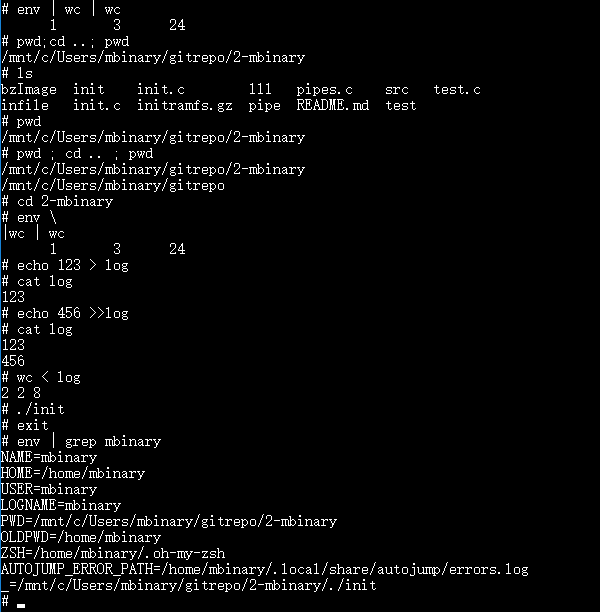 # env | wc | wc
      1       3      24
# pwd;cd ..; pwd
/mnt/c/Users/mbinary/gitrepo/2-mbinary
# ls
bzImage  init    init.c        111   pipes.c    src   test.c
infile   init.c  initramfs.gz  pipe  README.md  test
# pwd
/mnt/c/Users/mbinary/gitrepo/2-mbinary
# pwd ; cd .. ; pwd
/mnt/c/Users/mbinary/gitrepo/2-mbinary
/mnt/c/Users/mbinary/gitrepo
# cd 2-mbinary
# env \
|wc | wc
      1       3      24
# echo 123 > log
# cat log
123
# echo 456 >>log
# cat log
123
456
# wc < log
2 2 8
# ./init
# exit
# env | grep mbinary
NAME=mbinary
HOME=/home/mbinary
USER=mbinary
LOGNAME=mbinary
PWD=/mnt/c/Users/mbinary/gitrepo/2-mbinary
OLDPWD=/home/mbinary
ZSH=/home/mbinary/.oh-my-zsh
AUTOJUMP_ERROR_PATH=/home/mbinary/.local/share/autojump/errors.log
_=/mnt/c/Users/mbinary/gitrepo/2-mbinary/./init
#